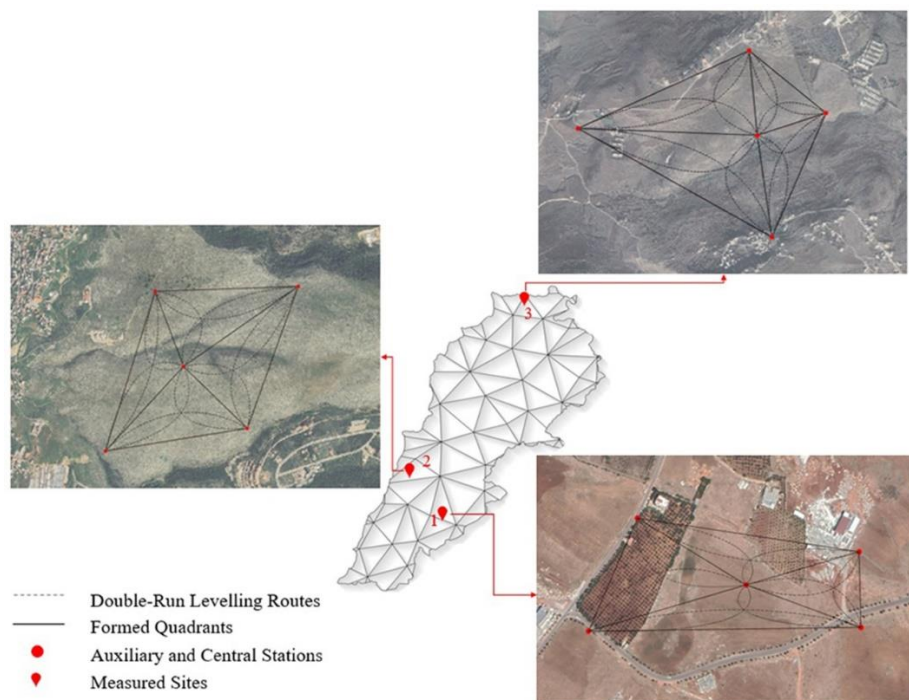 3
2
1
Double-Run Levelling Routes
Formed Quadrants
Auxiliary and Central Stations
Measured Sites